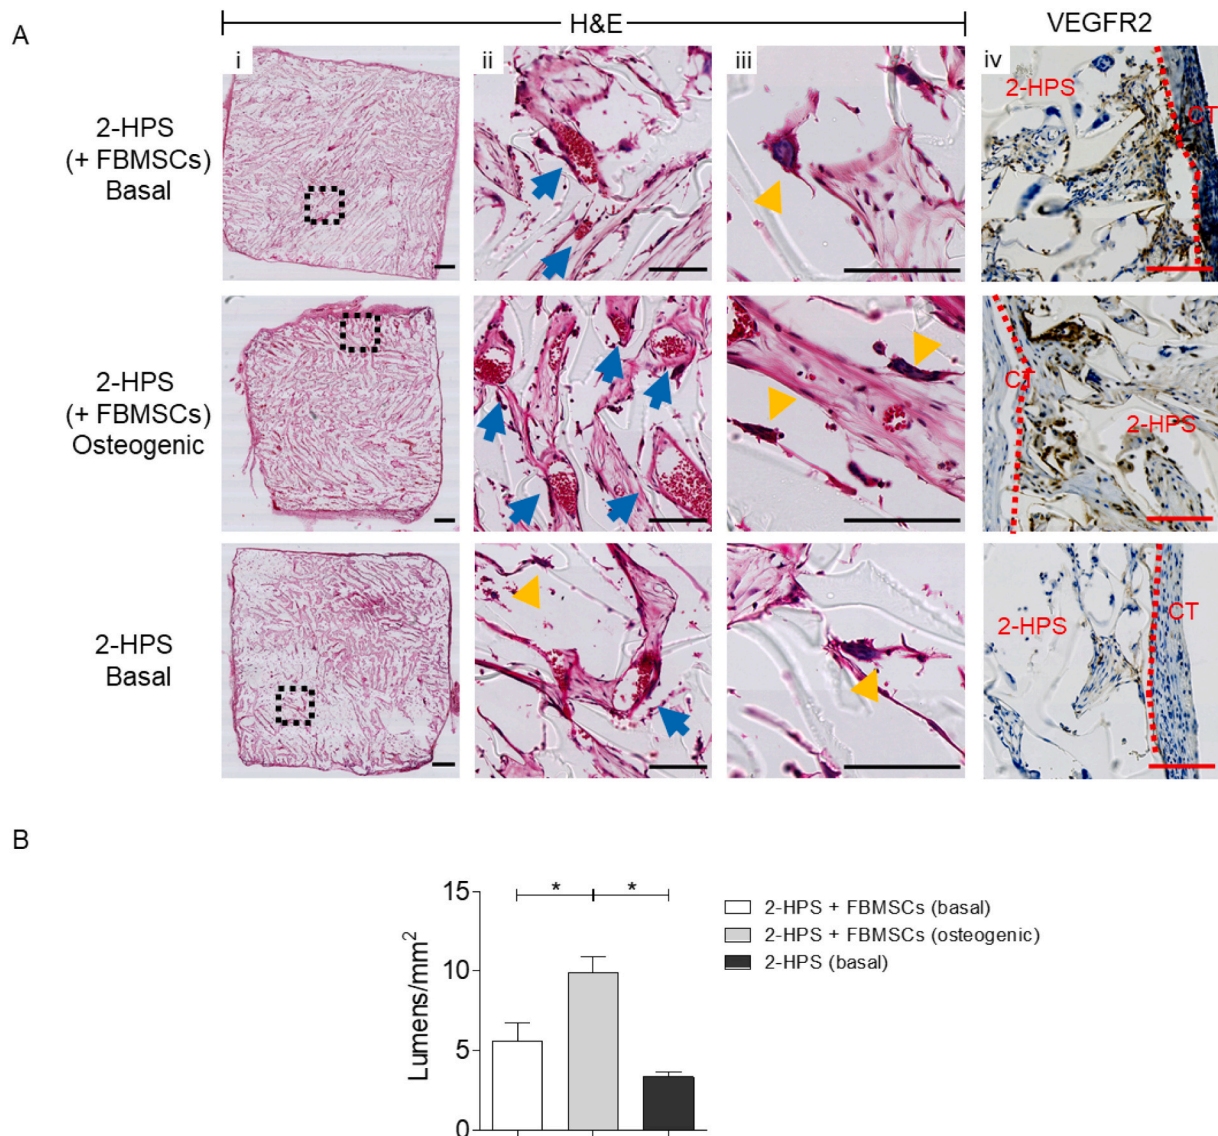 A
H&E
VEGFR2
i
ii
iii
iv
2-HPS
(+ FBMSCs)
Basal
2-HPS
CT
2-HPS
(+ FBMSCs)
Osteogenic
CT
2-HPS
2-HPS
Basal
2-HPS
CT
B
Lumens/mm²
15
10
5
0
*
*
2-HPS + FBMSCs (basal)
2-HPS + FBMSCs (osteogenic)
2-HPS (basal)